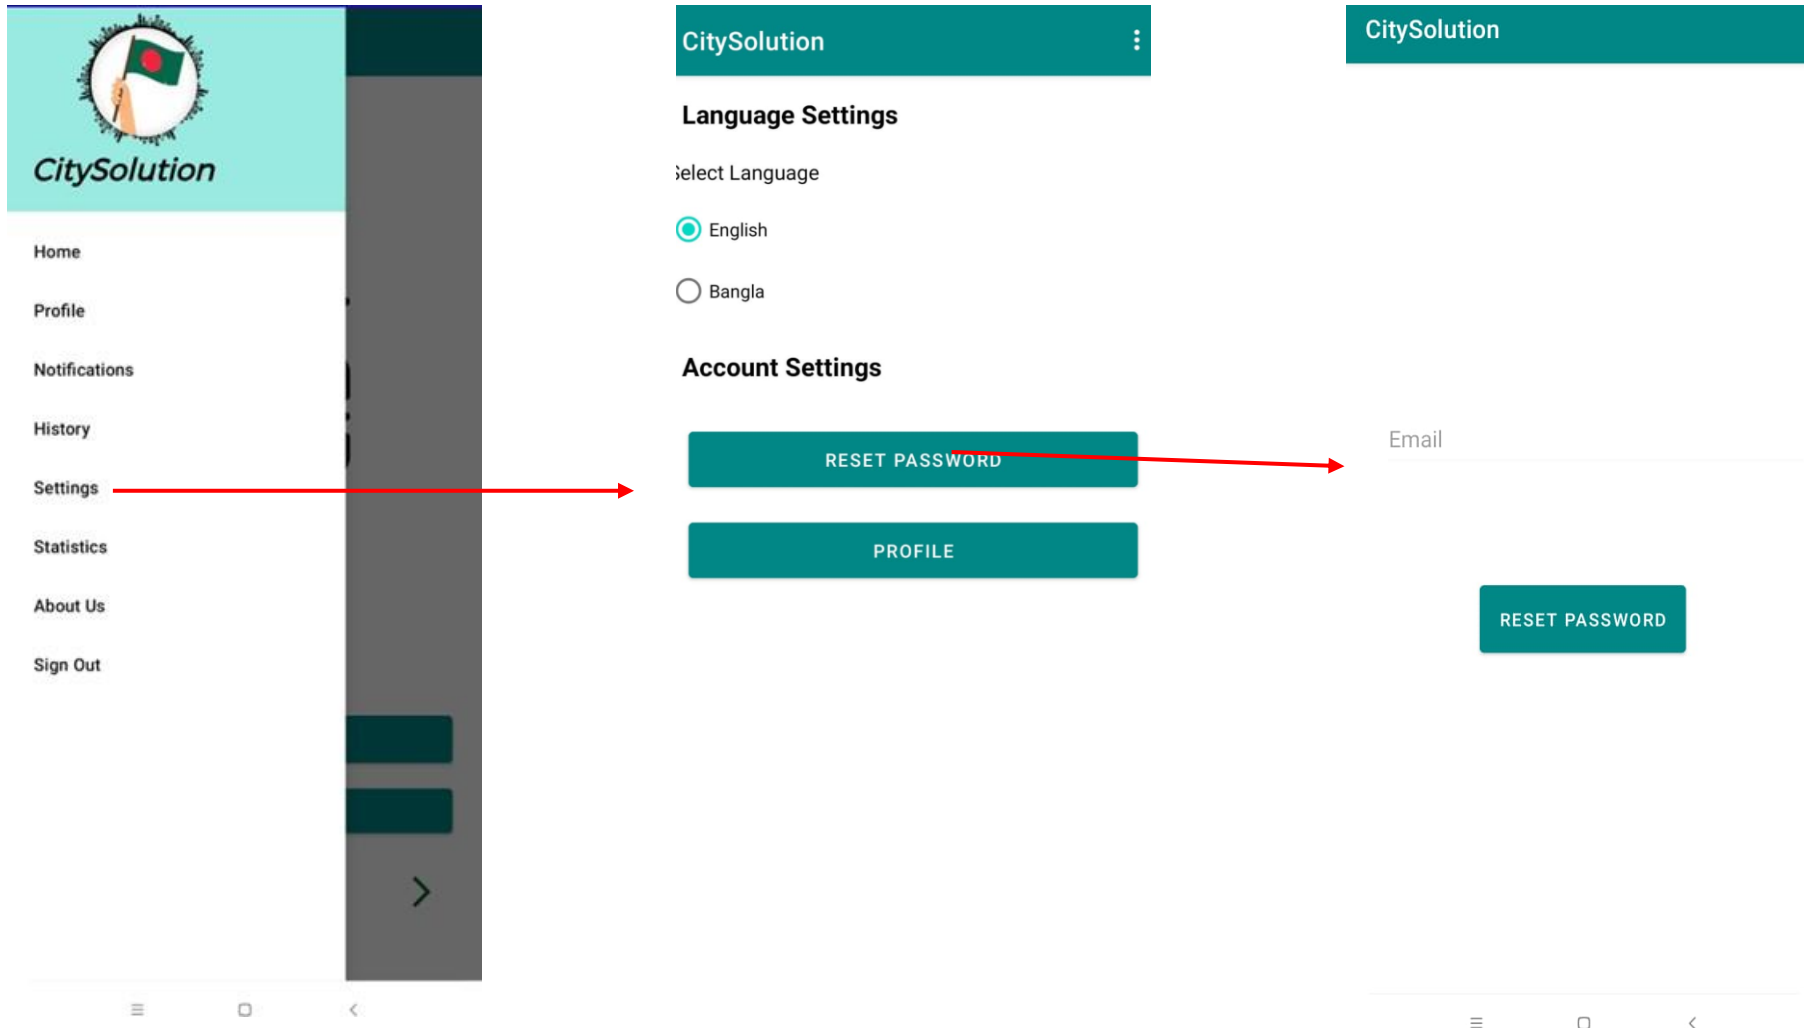 CitySolution
Home
Profile
Notifications
History
Settings
Statistics
About Us
Sign Out
CitySolution
Language Settings
Select Language
English
Bangla
Account Settings
RESET PASSWORD
PROFILE
CitySolution
Email
RESET PASSWORD